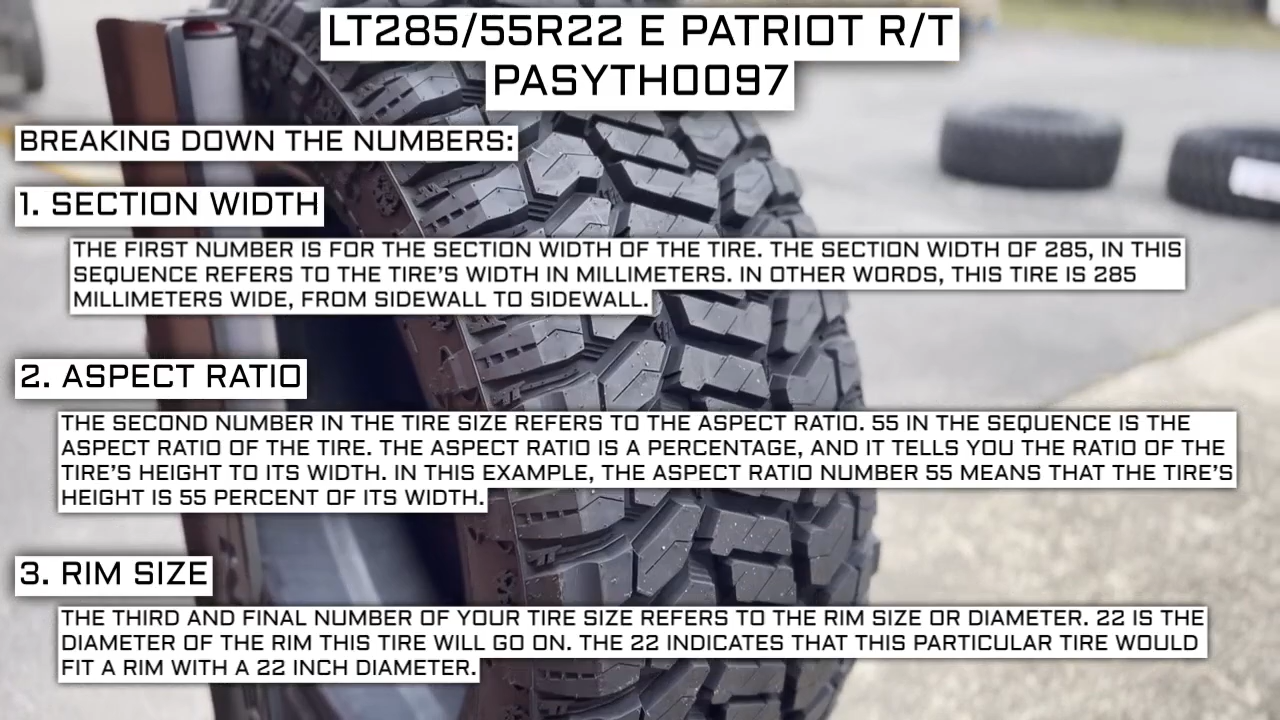 LT285/55R22 E PATRIOT R/T
PASYTH0097
BREAKING DOWN THE NUMBERS:
1. SECTION WIDTH
THE FIRST NUMBER IS FOR THE SECTION WIDTH OF THE TIRE. THE SECTION WIDTH OF 285, IN THIS
SEQUENCE REFERS TO THE TIRE'S WIDTH IN MILLIMETERS. IN OTHER WORDS, THIS TIRE IS 285
MILLIMETERS WIDE, FROM SIDEWALL TO SIDEWALL.
2. ASPECT RATIO
THE SECOND NUMBER IN THE TIRE SIZE REFERS TO THE ASPECT RATIO. 55 IN THE SEQUENCE IS THE
ASPECT RATIO OF THE TIRE. THE ASPECT RATIO IS A PERCENTAGE, AND IT TELLS YOU THE RATIO OF THE
TIRE'S HEIGHT TO ITS WIDTH. IN THIS EXAMPLE, THE ASPECT RATIO NUMBER 55 MEANS THAT THE TIRE'S
HEIGHT IS 55 PERCENT OF ITS WIDTH.
3. RIM SIZE
THE THIRD AND FINAL NUMBER OF YOUR TIRE SIZE REFERS TO THE RIM SIZE OR DIAMETER. 22 IS THE
DIAMETER OF THE RIM THIS TIRE WILL GO ON. THE 22 INDICATES THAT THIS PARTICULAR TIRE WOULD
FIT A RIM WITH A 22 INCH DIAMETER.